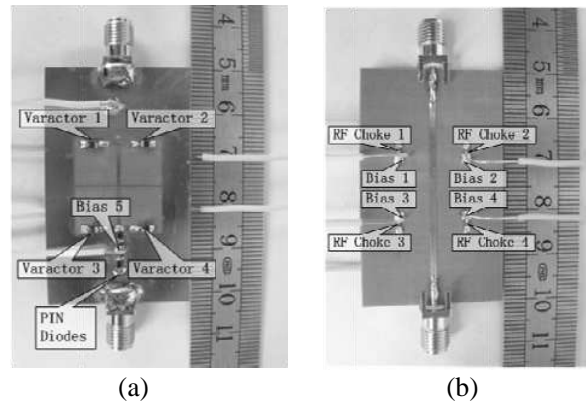 4
5
mm
6
7
8
9
10
11
Varactor 1
Varactor 2
Bias 5
Varactor 3
Varactor 4
PIN
Diodes
(a)
4
5
mm
6
7
8
9
10
11
RF Choke 1
RF Choke 2
Bias 1
Bias 2
Bias 3
Bias 4
RF Choke 3
RF Choke 4
(b)